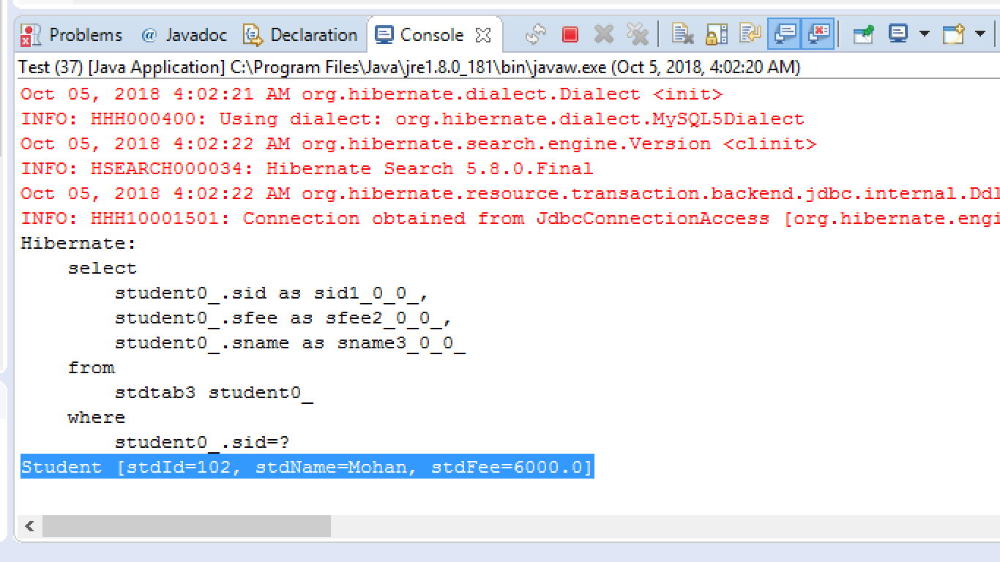 Problems @ Javadoc Declaration Console
Test (37) [Java Application] C:\Program Files\Java\jre1.8.0_181\bin\javaw.exe (Oct 5, 2018, 4:02:20 AM)
Oct 05, 2018 4:02:21 AM org.hibernate.dialect.Dialect <init>
INFO: HHH000400: Using dialect: org.hibernate.dialect.MySQL5Dialect
Oct 05, 2018 4:02:22 AM org.hibernate.search.engine.Version <clinit>
INFO: HSEARCH000034: Hibernate Search 5.8.0.Final
Oct 05, 2018 4:02:22 AM org.hibernate.resource.transaction.backend.jdbc.internal.Ddl
INFO: HHH10001501: Connection obtained from JdbcConnectionAccess [org.hibernate.engi
Hibernate:
    select
        student0_.sid as sid1_0_0_,
        student0_.sfee as sfee2_0_0_,
        student0_.sname as sname3_0_0_
    from
        stdtab3 student0_
    where
        student0_.sid=?
Student [stdId=102, stdName=Mohan, stdFee=6000.0]